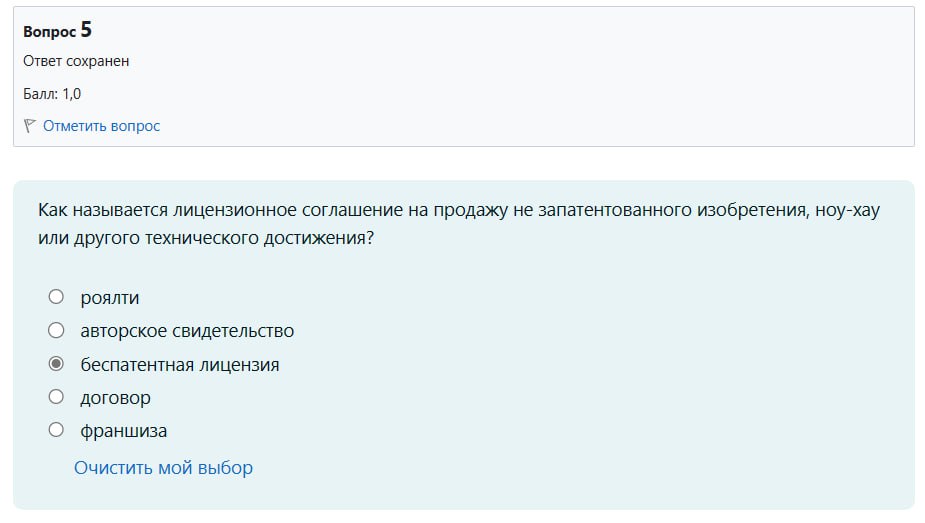 Вопрос 5
Ответ сохранен
Балл: 1,0
Отметить вопрос
Как называется лицензионное соглашение на продажу не запатентованного изобретения, ноу-хау
или другого технического достижения?
роялти
авторское свидетельство
беспатентная лицензия
договор
франшиза
Очистить мой выбор